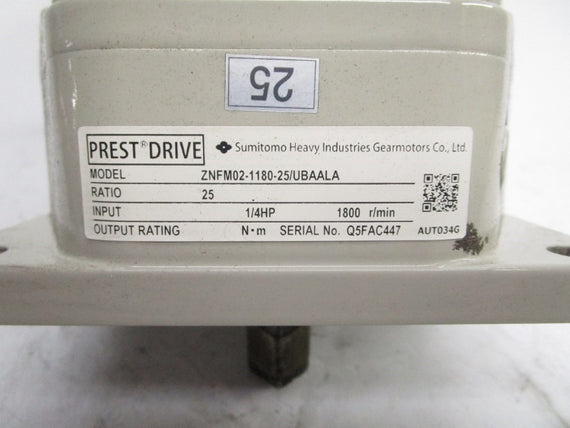 25
PREST® DRIVE Sumitomo Heavy Industries Gearmotors Co., Ltd.
MODEL ZNFM02-1180-25/UBAALA
RATIO 25
INPUT 1/4HP 1800 r/min
OUTPUT RATING N·m SERIAL No. Q5FAC447 AUT034G